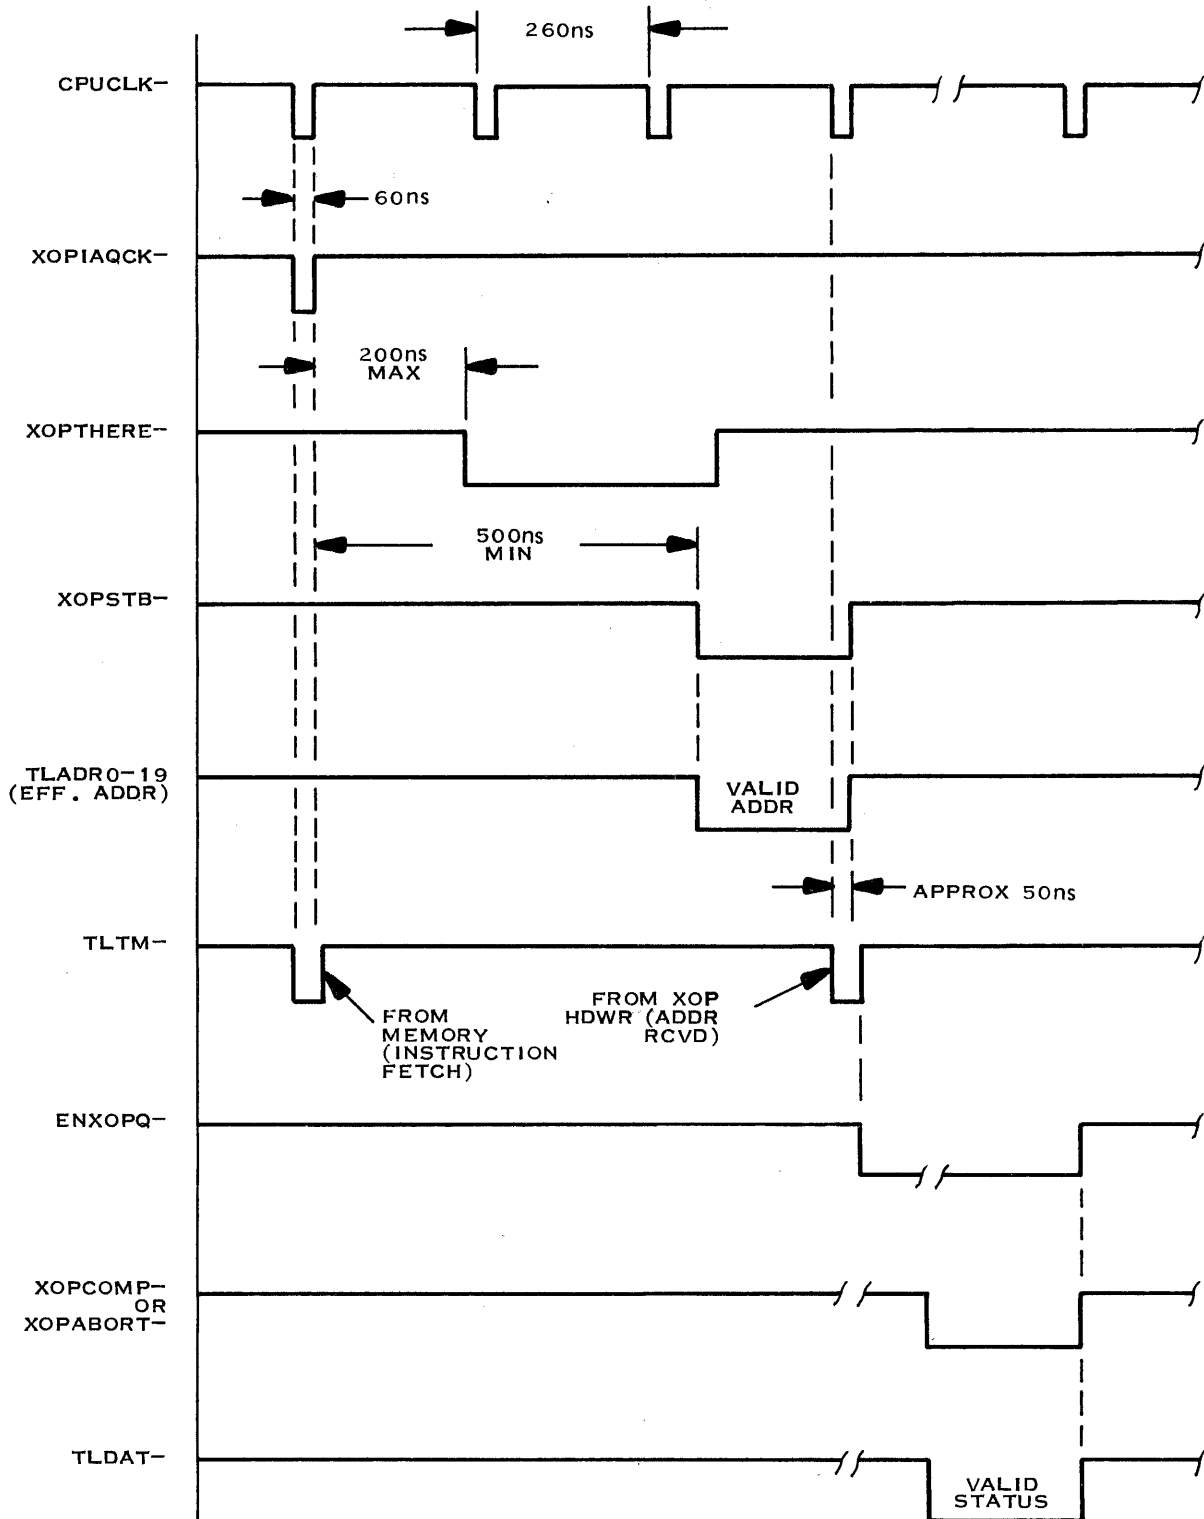 260ns
CPUCLK-
60ns
XOPIAQCK-
200ns
MAX
XOPTHERE-
500ns
MIN
XOPSTB-
TLADR0-19
(EFF. ADDR)
VALID
ADDR
APPROX 50ns
TLTM-
FROM
MEMORY
(INSTRUCTION
FETCH)
FROM XOP
HDWR (ADDR
RCVD)
ENXOPQ-
XOPCOMP-
OR
XOPABORT-
TLDAT-
VALID
STATUS